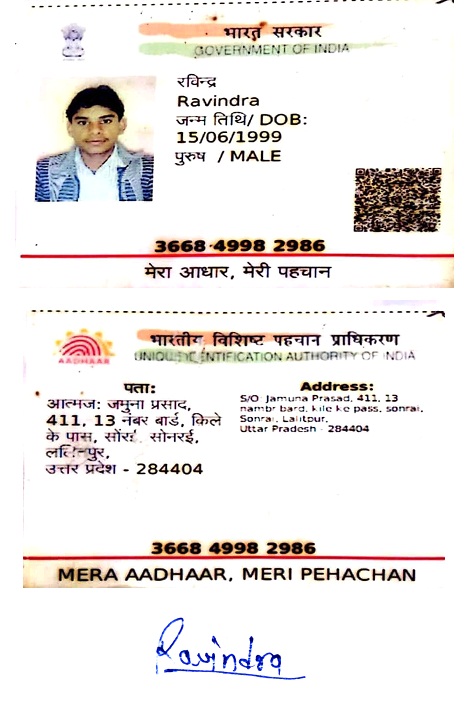 भारत सरकार
GOVERNMENT OF INDIA
रविन्द्र
Ravindra
जन्म तिथि/ DOB:
15/06/1999
पुरुष / MALE
3668 4998 2986
मेरा आधार, मेरी पहचान
भारतीय विशिष्ट पहचान प्राधिकरण
AADHAAR
UNIQUE IDENTIFICATION AUTHORITY OF INDIA
पता:
आत्मज: जमुना प्रसाद,
411, 13 नंबर बार्ड, किले
के पास, सोंरई, सोनरई,
ललितपुर,
उत्तर प्रदेश - 284404
Address:
S/O: Jamuna Prasad, 411, 13
nambr bard, kile ke pass, sonrai,
Sonrai, Lalitpur,
Uttar Pradesh - 284404
3668 4998 2986
MERA AADHAAR, MERI PEHACHAN
Ravindra